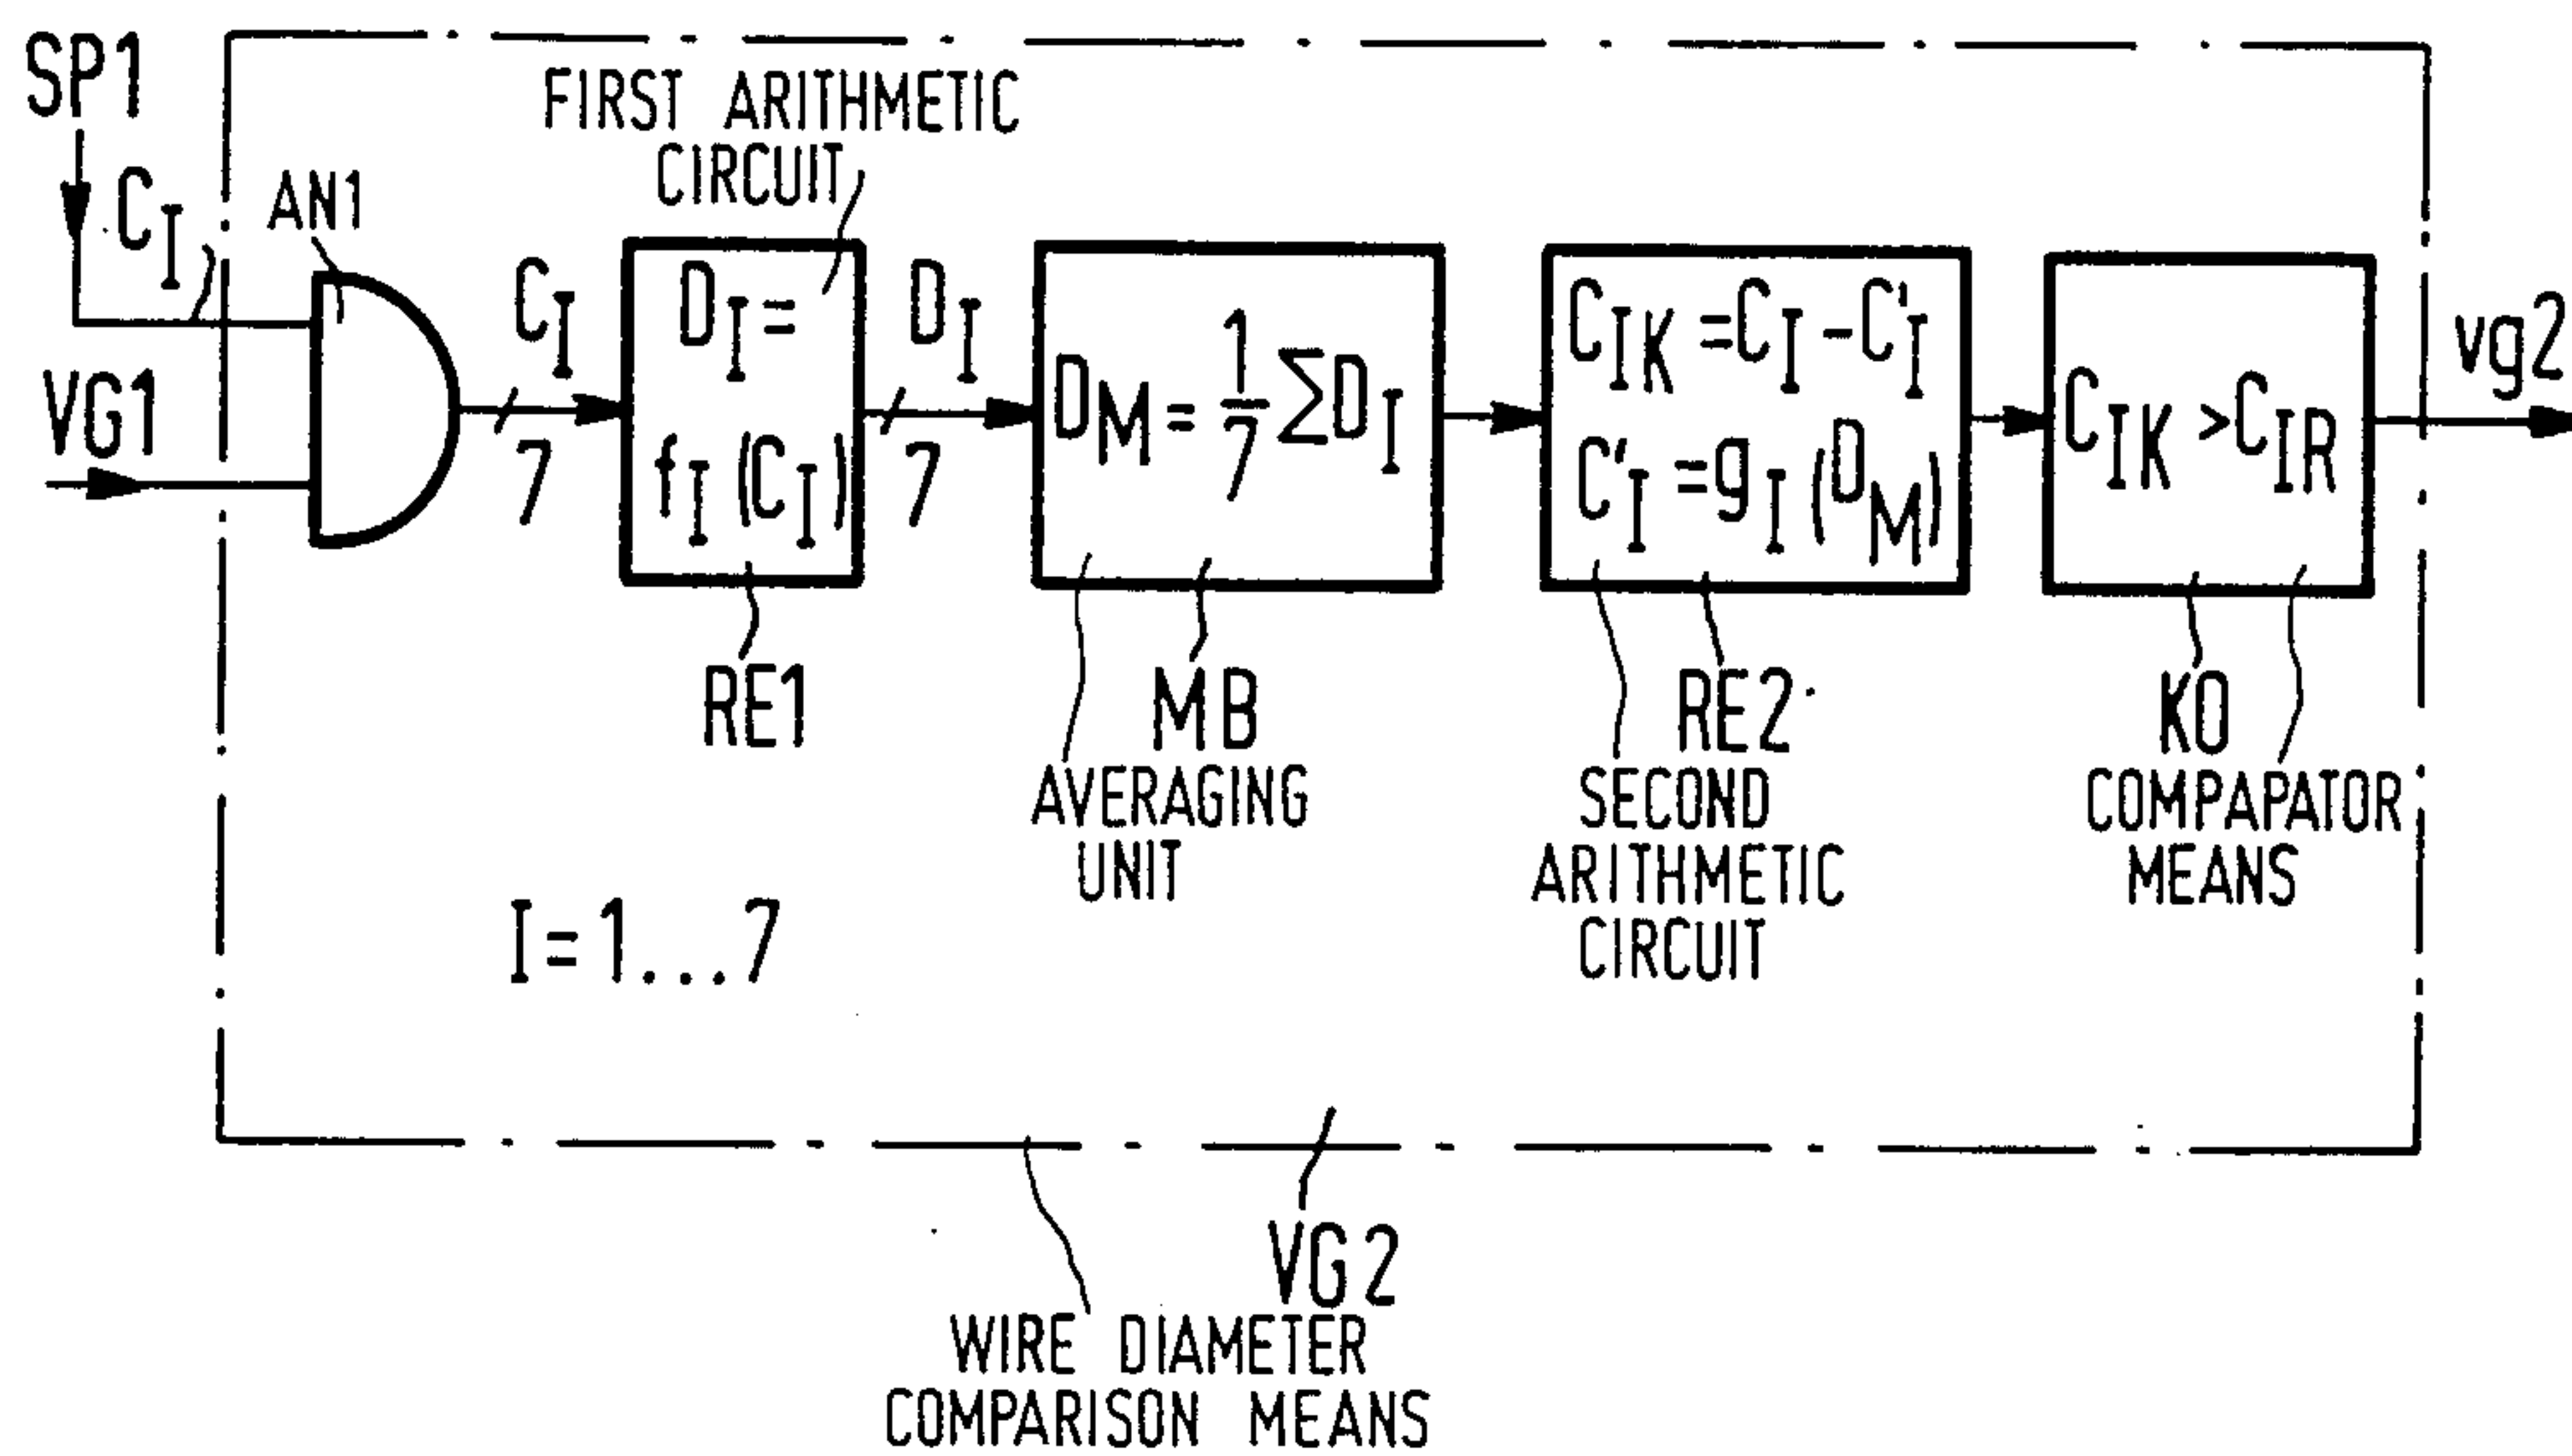 SP1
C_I
AN1
VG1
C_I
7
FIRST ARITHMETIC
CIRCUIT
D_I =
f_I (C_I)
RE1
D_I
7
D_M = 1/7 Σ D_I
MB
AVERAGING
UNIT
C_IK = C_I - C'_I
C'_I = g_I (D_M)
RE2
SECOND
ARITHMETIC
CIRCUIT
C_IK > C_IR
KO
COMPAPATOR
MEANS
vg2
I = 1...7
VG2
WIRE DIAMETER
COMPARISON MEANS